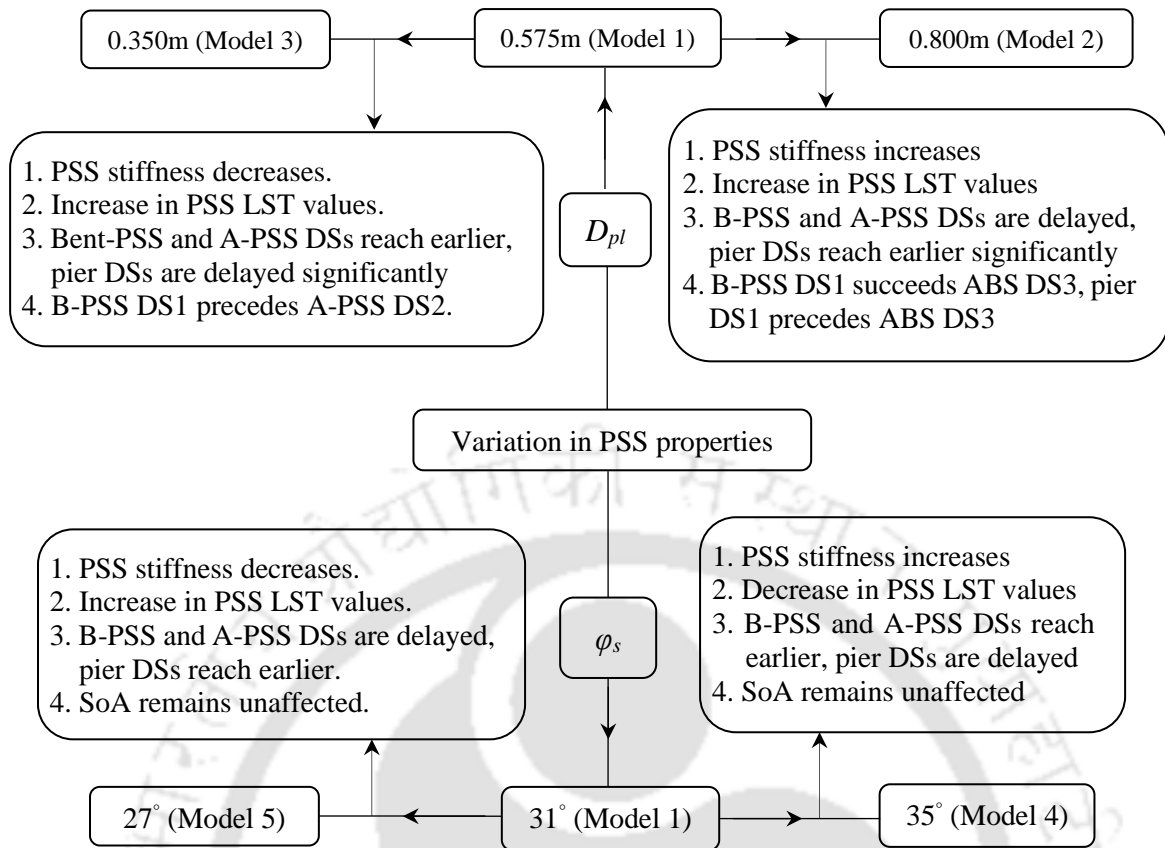 0.350m (Model 3)
0.575m (Model 1)
0.800m (Model 2)
1. PSS stiffness decreases.
2. Increase in PSS LST values.
3. Bent-PSS and A-PSS DSs reach earlier,
pier DSs are delayed significantly
4. B-PSS DS1 precedes A-PSS DS2.
1. PSS stiffness increases
2. Increase in PSS LST values
3. B-PSS and A-PSS DSs are delayed,
pier DSs reach earlier significantly
4. B-PSS DS1 succeeds ABS DS3, pier
DS1 precedes ABS DS3
D_pl
Variation in PSS properties
1. PSS stiffness decreases.
2. Increase in PSS LST values.
3. B-PSS and A-PSS DSs are delayed,
pier DSs reach earlier.
4. SoA remains unaffected.
1. PSS stiffness increases
2. Decrease in PSS LST values
3. B-PSS and A-PSS DSs reach
earlier, pier DSs are delayed
4. SoA remains unaffected
φ_s
27° (Model 5)
31° (Model 1)
35° (Model 4)